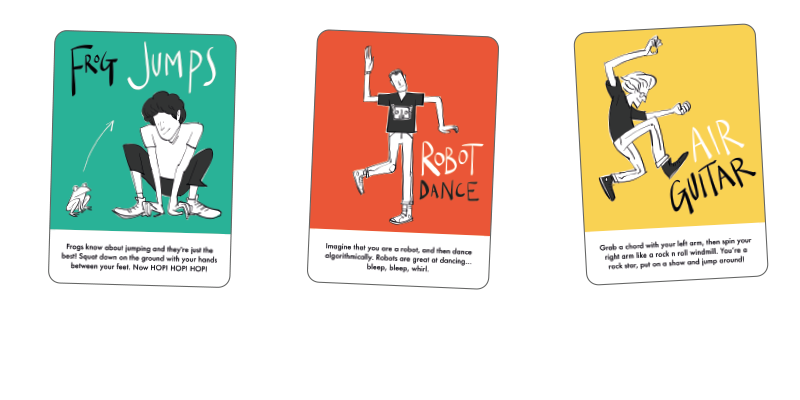 FROG JUMPS
Frogs know about jumping and they're just the
best! Squat down on the ground with your hands
between your feet. Now HOP! HOP! HOP!
ROBOT
DANCE
Imagine that you are a robot, and then dance
algorithmically. Robots are great at dancing...
bleep, bleep, whirl.
AIR
GUITAR
Grab a chord with your left arm, then spin your
right arm like a rock n roll windmill. You're a
rock star, put on a show and jump around!